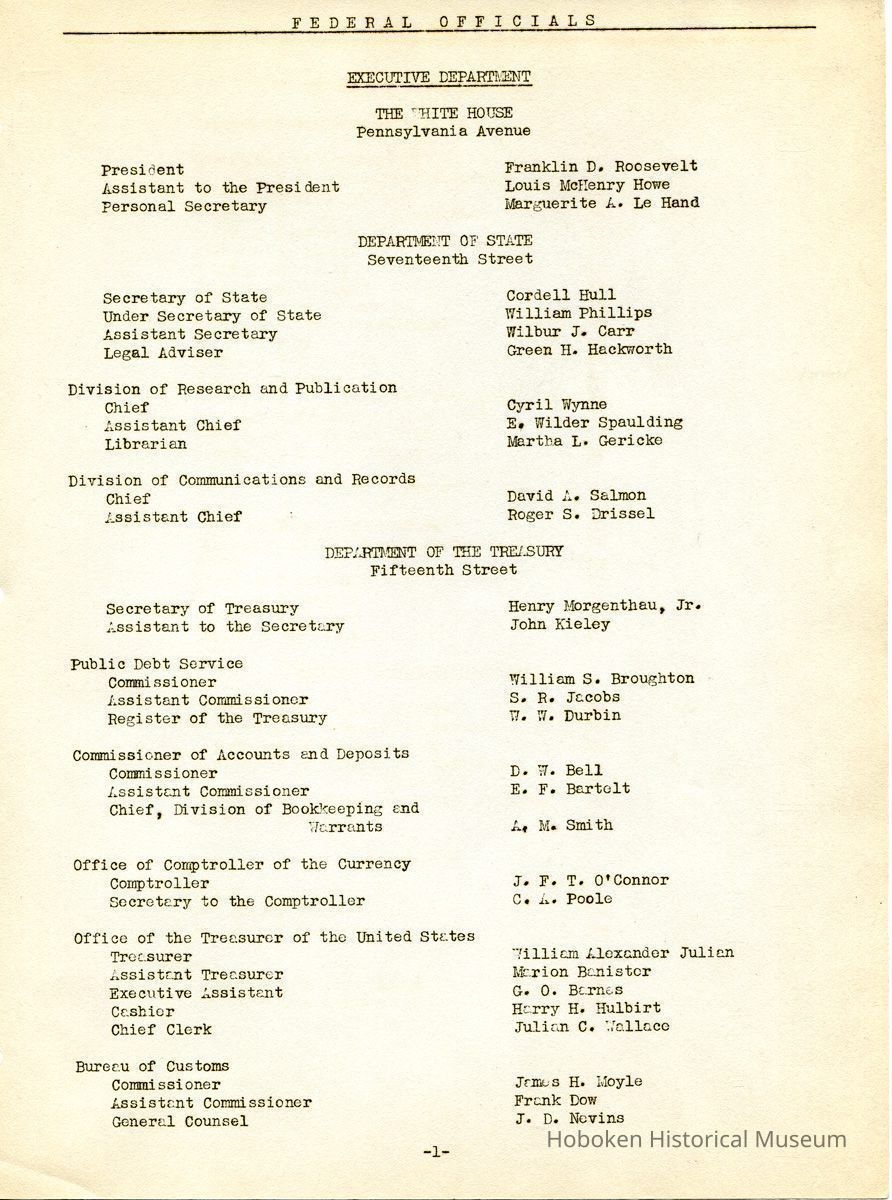 FEDERAL OFFICIALS
EXECUTIVE DEPARTMENT
THE WHITE HOUSE
Pennsylvania Avenue
President Franklin D. Roosevelt
Assistant to the President Louis McHenry Howe
Personal Secretary Marguerite A. Le Hand
DEPARTMENT OF STATE
Seventeenth Street
Secretary of State Cordell Hull
Under Secretary of State William Phillips
Assistant Secretary Wilbur J. Carr
Legal Adviser Green H. Hackworth
Division of Research and Publication
Chief Cyril Wynne
Assistant Chief E. Wilder Spaulding
Librarian Martha L. Gericke
Division of Communications and Records
Chief David A. Salmon
Assistant Chief Roger S. Drissel
DEPARTMENT OF THE TREASURY
Fifteenth Street
Secretary of Treasury Henry Morgenthau, Jr.
Assistant to the Secretary John Kieley
Public Debt Service
Commissioner William S. Broughton
Assistant Commissioner S. R. Jacobs
Register of the Treasury W. W. Durbin
Commissioner of Accounts and Deposits
Commissioner D. W. Bell
Assistant Commissioner E. F. Bartelt
Chief, Division of Bookkeeping and
Warrants A. M. Smith
Office of Comptroller of the Currency
Comptroller J. F. T. O'Connor
Secretary to the Comptroller C. A. Poole
Office of the Treasurer of the United States
Treasurer William Alexander Julian
Assistant Treasurer Marion Banister
Executive Assistant G. O. Barnes
Cashier Harry H. Hulbirt
Chief Clerk Julian C. Wallace
Bureau of Customs
Commissioner James H. Moyle
Assistant Commissioner Frank Dow
General Counsel J. D. Nevins
Hoboken Historical Museum
-1-